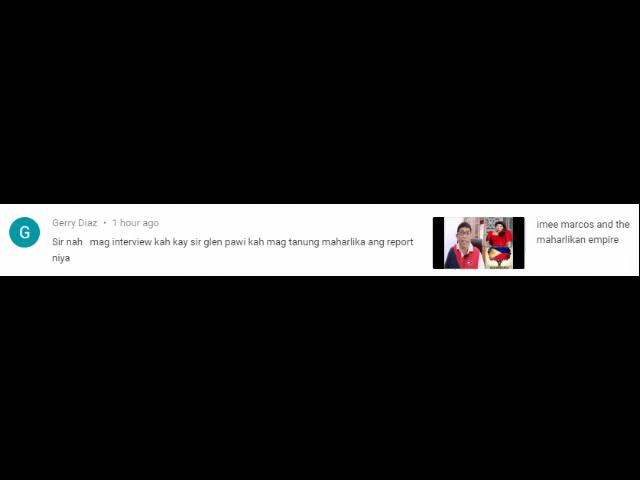 G
Gerry Diaz • 1 hour ago
Sir nah mag interview kah kay sir glen pawi kah mag tanung maharlika ang report
niya
imee marcos and the
maharlikan empire